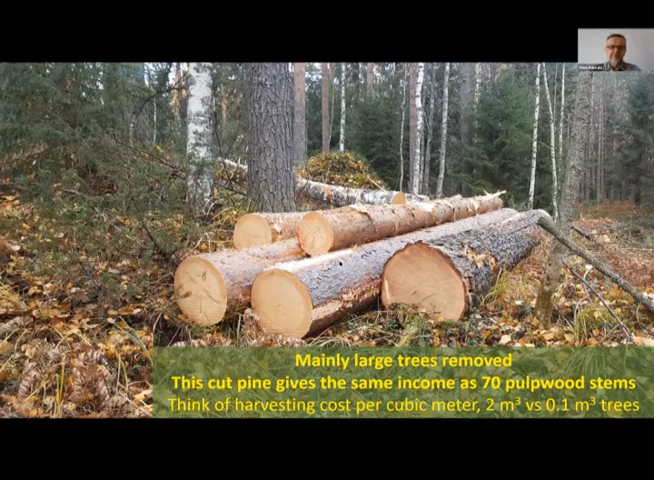 Mainly large trees removed
This cut pine gives the same income as 70 pulpwood stems
Think of harvesting cost per cubic meter, 2 m³ vs 0.1 m³ trees